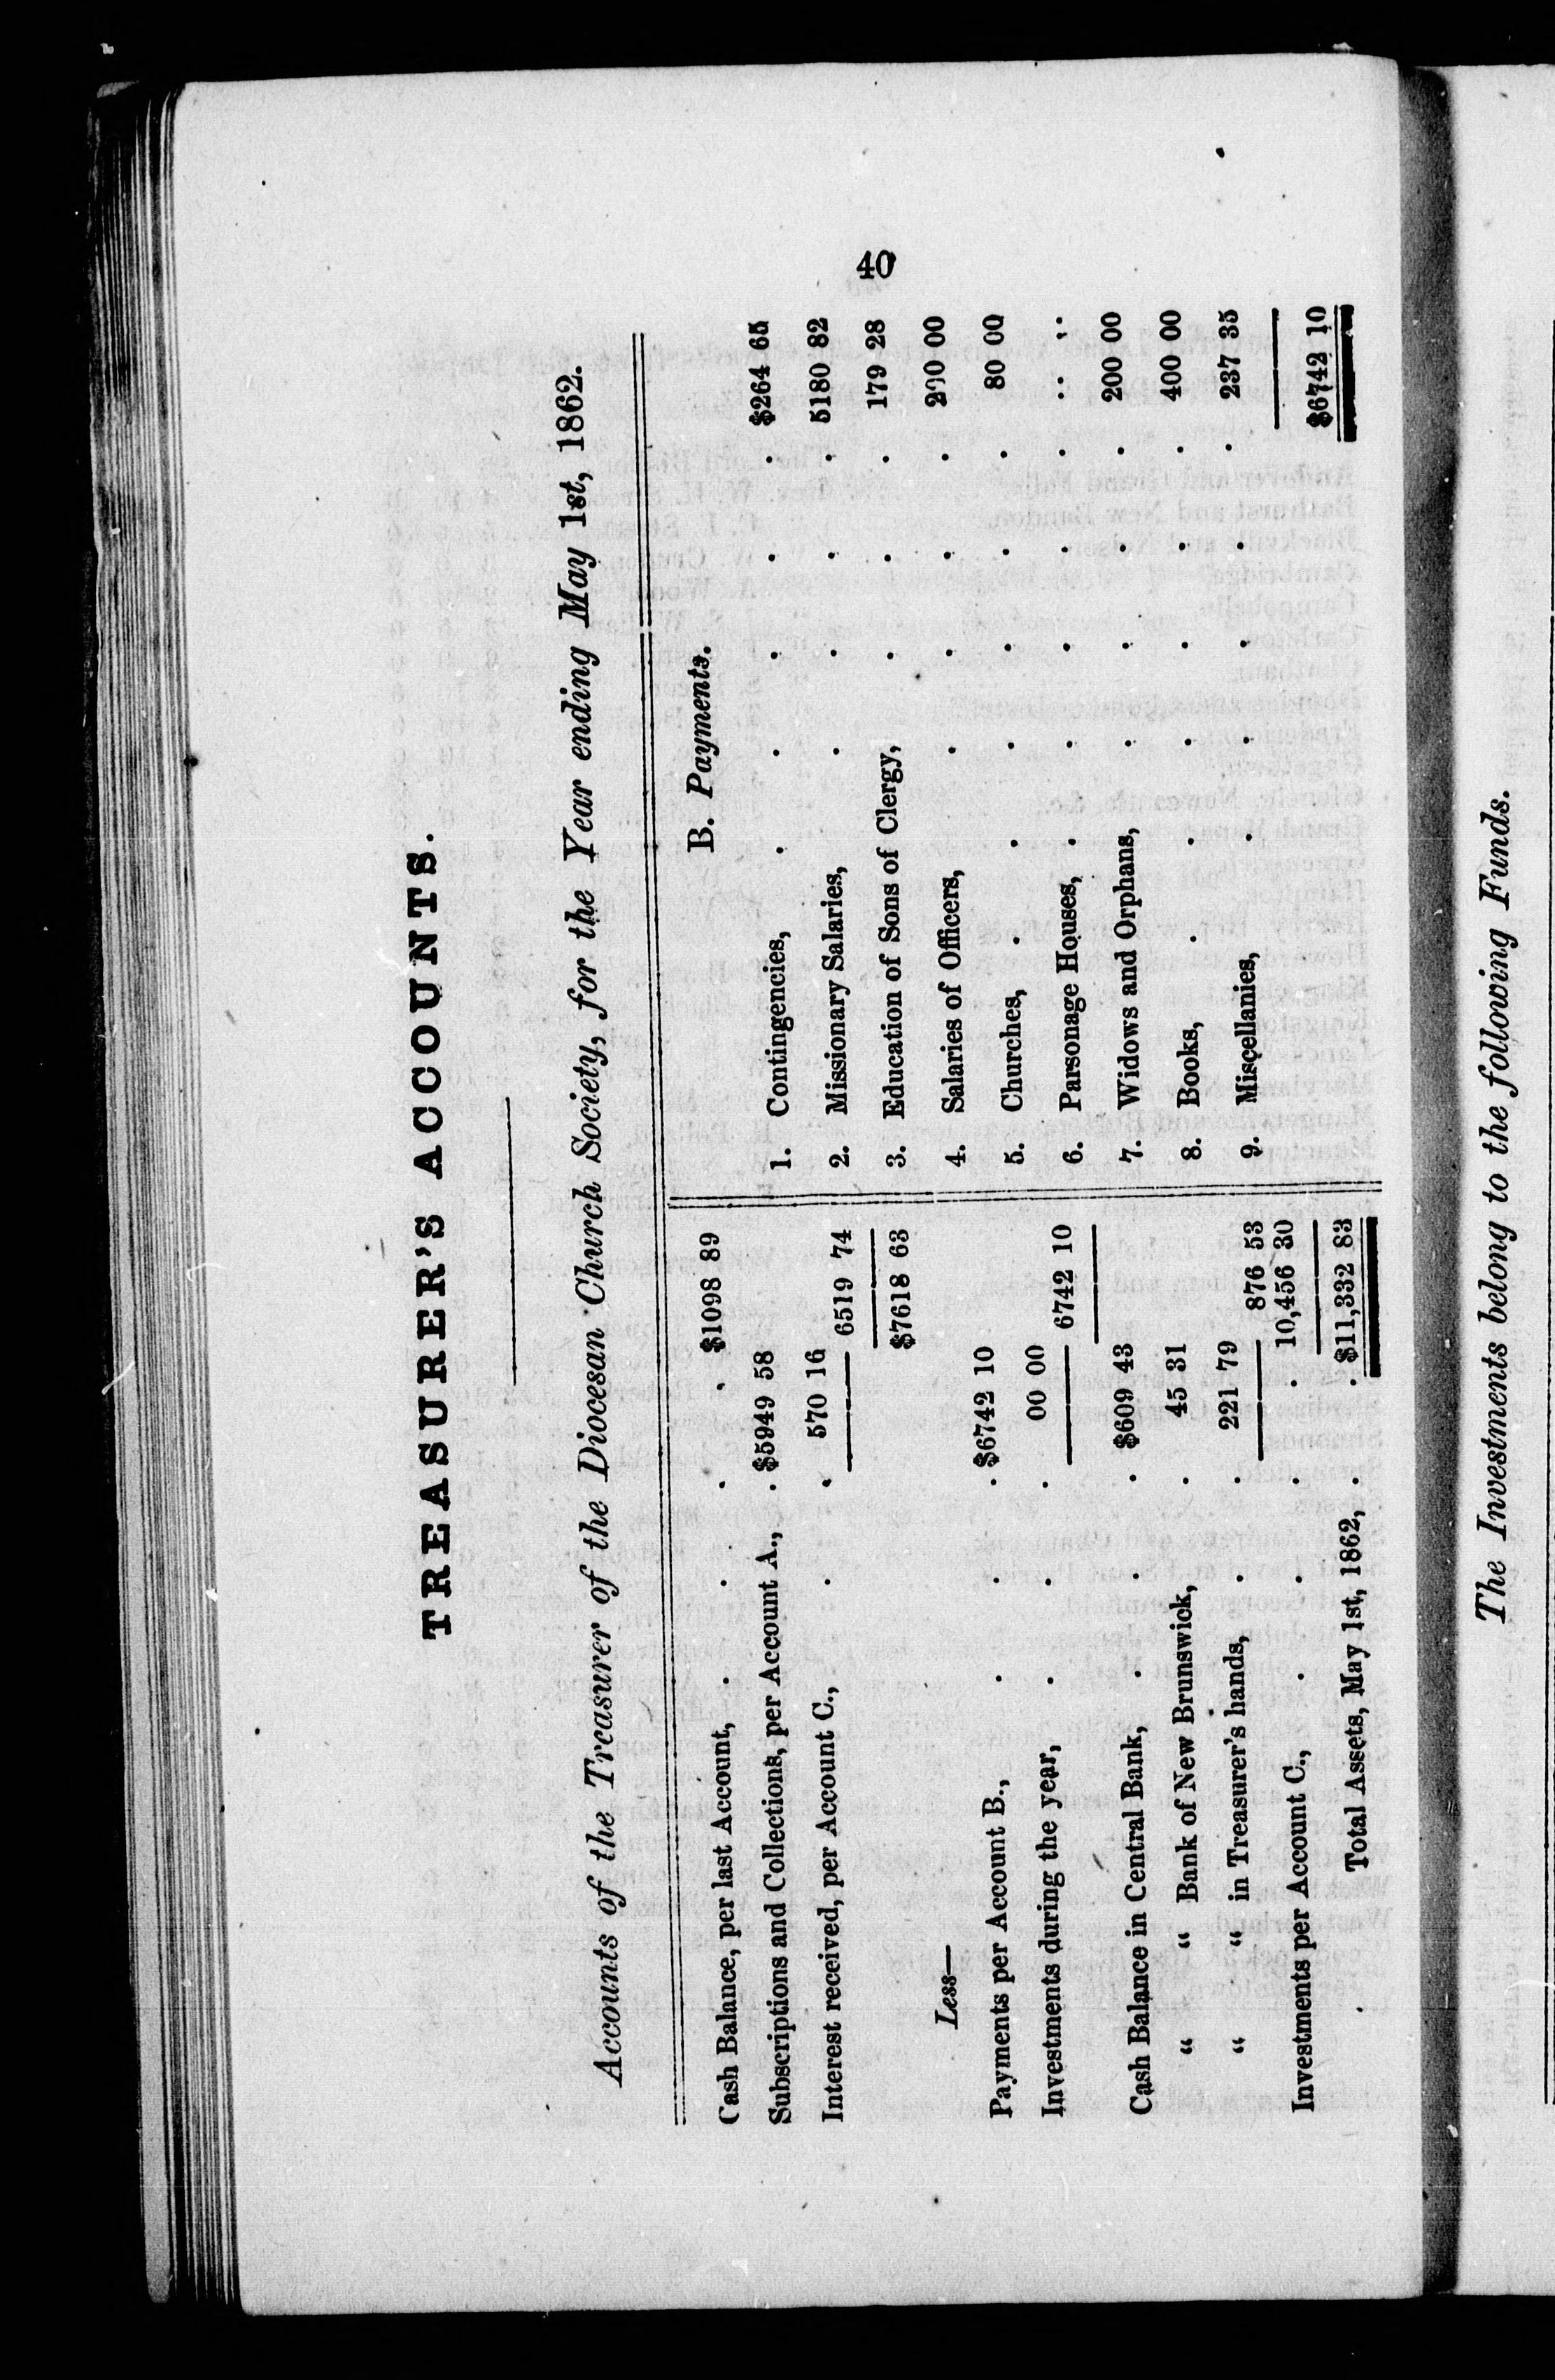 40
TREASURER'S ACCOUNTS.
Accounts of the Treasurer of the Diocesan Church Society, for the Year ending May 1st, 1862.
Cash Balance, per last Account, . . . . $1098 89
Subscriptions and Collections, per Account A., . $5949 58
Interest received, per Account C., . . 570 16
6519 74
$7618 63
Less—
Payments per Account B., . . . $6742 10
Investments during the year, . . . 00 00
6742 10
Cash Balance in Central Bank, . . . $609 43
“ “ Bank of New Brunswick, . 45 31
“ “ in Treasurer's hands, . . 221 79
876 53
Investments per Account C., . . . . 10,456 30
Total Assets, May 1st, 1862, . . $11,332 83
B. Payments.
1. Contingencies, . . . . . $264 65
2. Missionary Salaries, . . . . 5180 82
3. Education of Sons of Clergy, . . . 179 28
4. Salaries of Officers, . . . . 200 00
5. Churches, . . . . . . 80 00
6. Parsonage Houses, . . . . . .. ..
7. Widows and Orphans, . . . . 200 00
8. Books, . . . . . . 400 00
9. Miscellanies, . . . . . 237 35
$6742 10
The Investments belong to the following Funds.